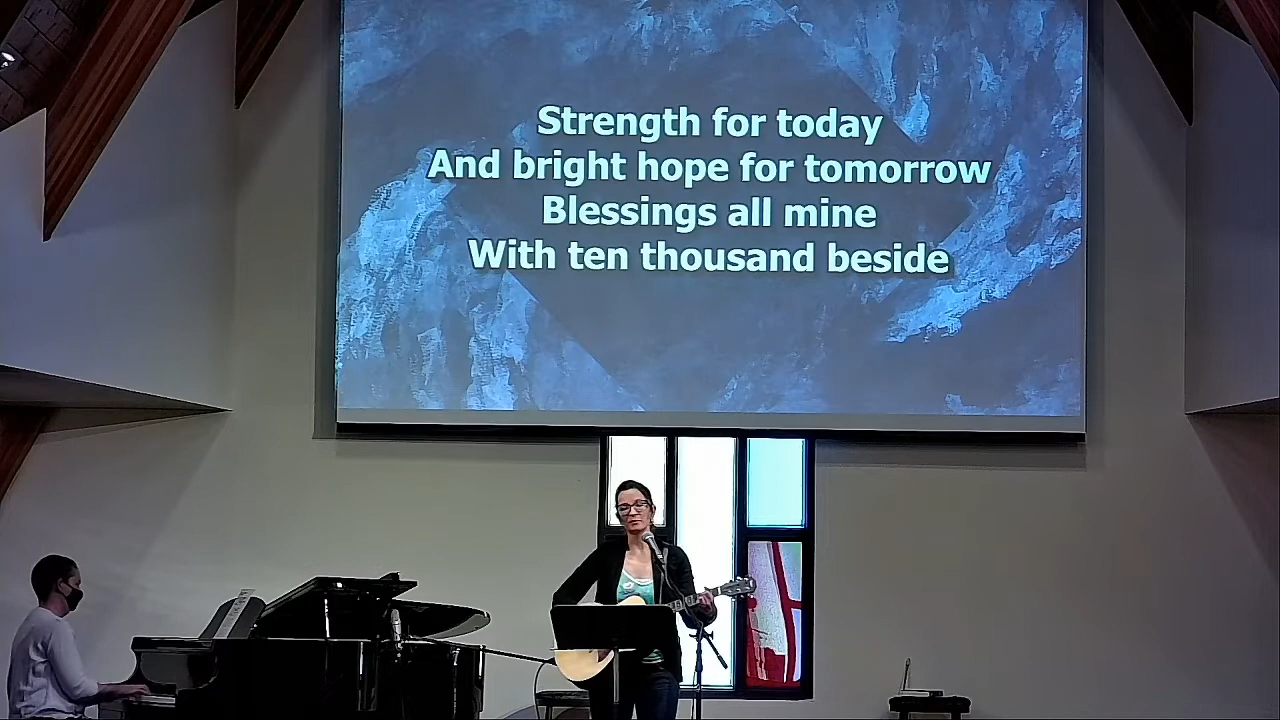 Strength for today
And bright hope for tomorrow
Blessings all mine
With ten thousand beside